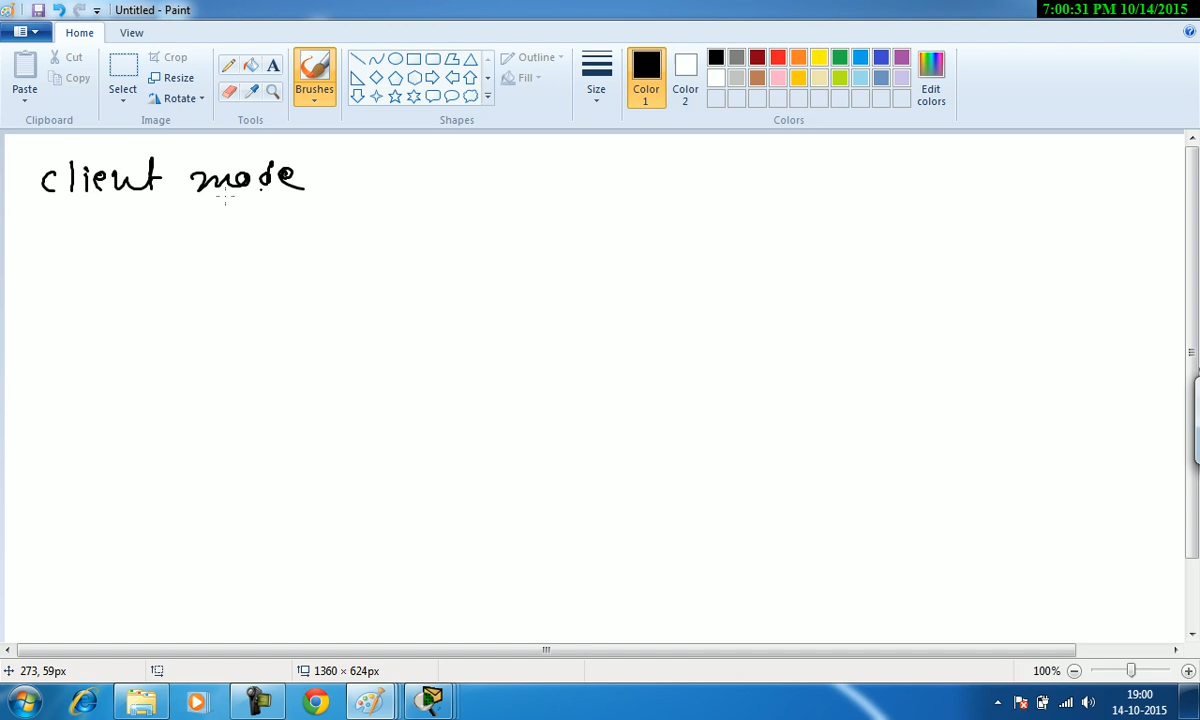 Untitled - Paint
7:00:31 PM 10/14/2015
Home
View
Paste
Cut
Copy
Clipboard
Select
Crop
Resize
Rotate
Image
A
Tools
Brushes
Outline
Fill
Shapes
Size
Color 1
Color 2
Edit colors
Colors
client mode
273, 59px
1360 × 624px
100%
19:00
14-10-2015